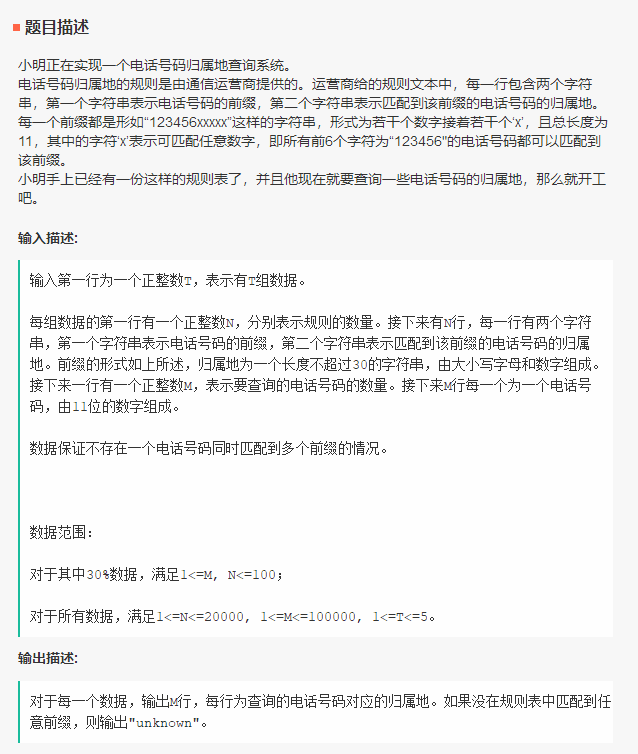 题目描述
小明正在实现一个电话号码归属地查询系统。
电话号码归属地的规则是由通信运营商提供的。运营商给的规则文本中，每一行包含两个字符
串，第一个字符串表示电话号码的前缀，第二个字符串表示匹配到该前缀的电话号码的归属地。
每一个前缀都是形如“123456xxxxx”这样的字符串，形式为若干个数字接着若干个‘x’，且总长度为
11，其中的字符‘x’表示可匹配任意数字，即所有前6个字符为“123456”的电话号码都可以匹配到
该前缀。
小明手上已经有一份这样的规则表了，并且他现在就要查询一些电话号码的归属地，那么就开工
吧。
输入描述:
输入第一行为一个正整数T，表示有T组数据。
每组数据的第一行有一个正整数N，分别表示规则的数量。接下来有N行，每一行有两个字符
串，第一个字符串表示电话号码的前缀，第二个字符串表示匹配到该前缀的电话号码的归属
地。前缀的形式如上所述，归属地为一个长度不超过30的字符串，由大小写字母和数字组成。
接下来一行有一个正整数M，表示要查询的电话号码的数量。接下来M行每一个为一个电话号
码，由11位的数字组成。
数据保证不存在一个电话号码同时匹配到多个前缀的情况。
数据范围：
对于其中30%数据，满足1<=M, N<=100；
对于所有数据，满足1<=N<=20000, 1<=M<=100000, 1<=T<=5。
输出描述:
对于每一个数据，输出M行，每行为查询的电话号码对应的归属地。如果没在规则表中匹配到任
意前缀，则输出"unknown"。